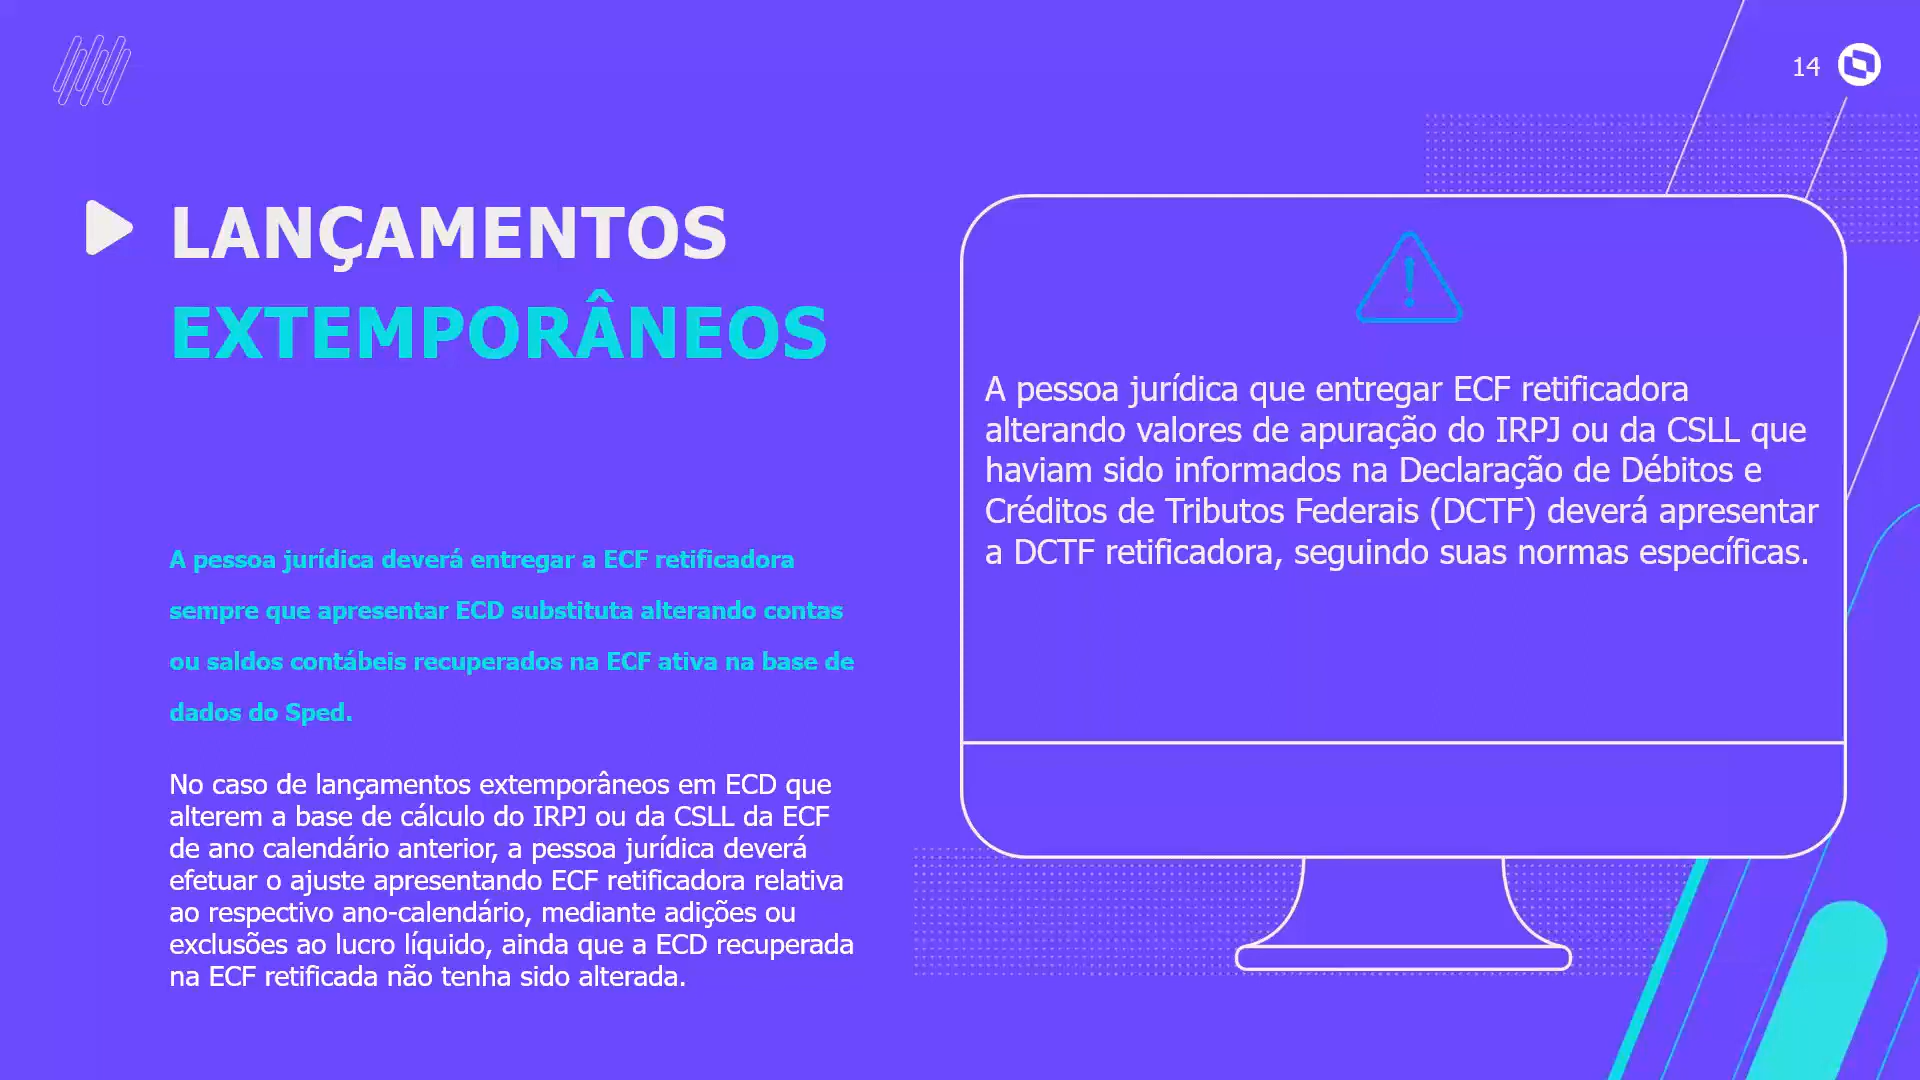 14
LANÇAMENTOS
EXTEMPORÂNEOS
A pessoa jurídica deverá entregar a ECF retificadora
sempre que apresentar ECD substituta alterando contas
ou saldos contábeis recuperados na ECF ativa na base de
dados do Sped.
No caso de lançamentos extemporâneos em ECD que
alterem a base de cálculo do IRPJ ou da CSLL da ECF
de ano calendário anterior, a pessoa jurídica deverá
efetuar o ajuste apresentando ECF retificadora relativa
ao respectivo ano-calendário, mediante adições ou
exclusões ao lucro líquido, ainda que a ECD recuperada
na ECF retificada não tenha sido alterada.
A pessoa jurídica que entregar ECF retificadora
alterando valores de apuração do IRPJ ou da CSLL que
haviam sido informados na Declaração de Débitos e
Créditos de Tributos Federais (DCTF) deverá apresentar
a DCTF retificadora, seguindo suas normas específicas.